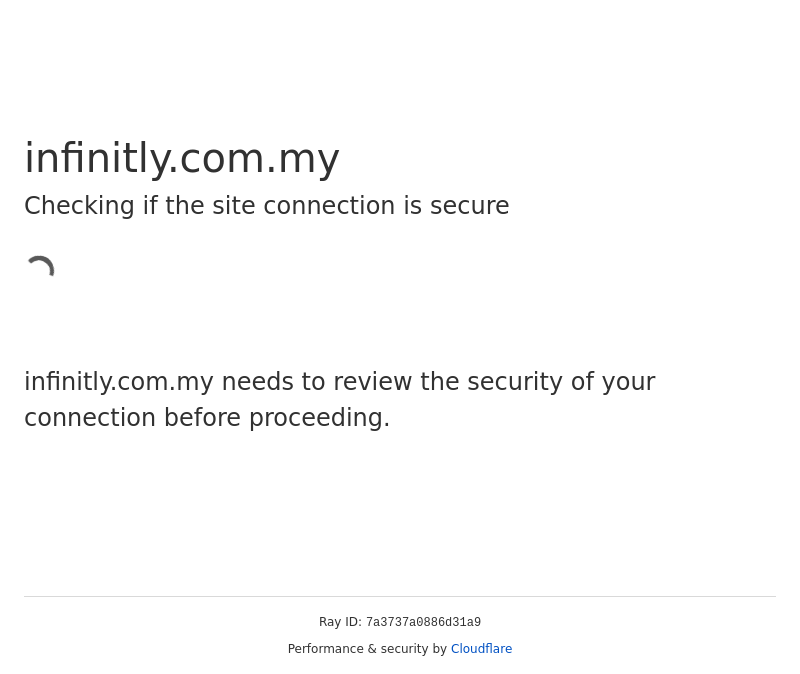 infinitly.com.my
Checking if the site connection is secure
infinitly.com.my needs to review the security of your
connection before proceeding.
Ray ID: 7a3737a0886d31a9
Performance & security by Cloudflare